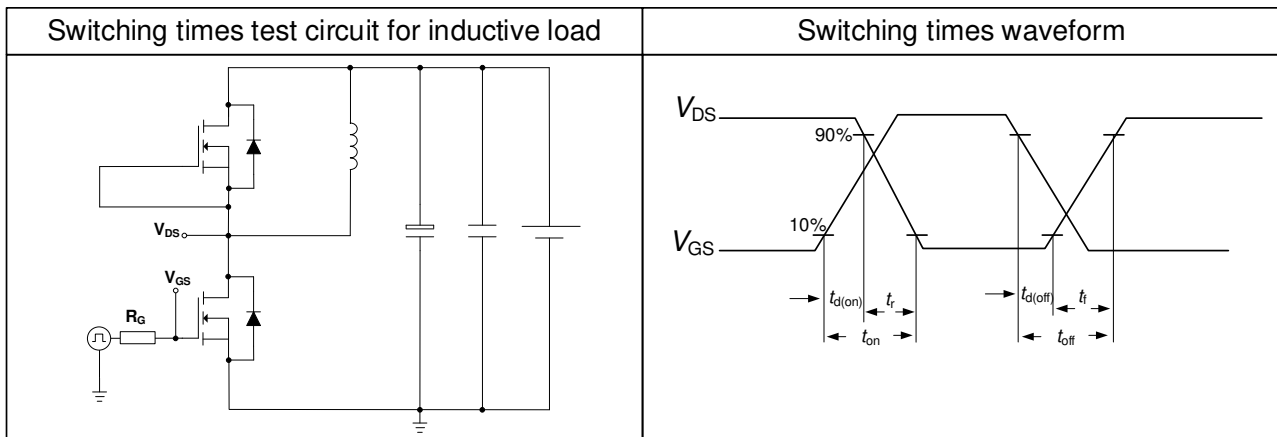 Switching times test circuit for inductive load
Switching times waveform
VDS
VGS
RG
VDS
90%
10%
VGS
td(on)
tr
ton
td(off)
tf
toff